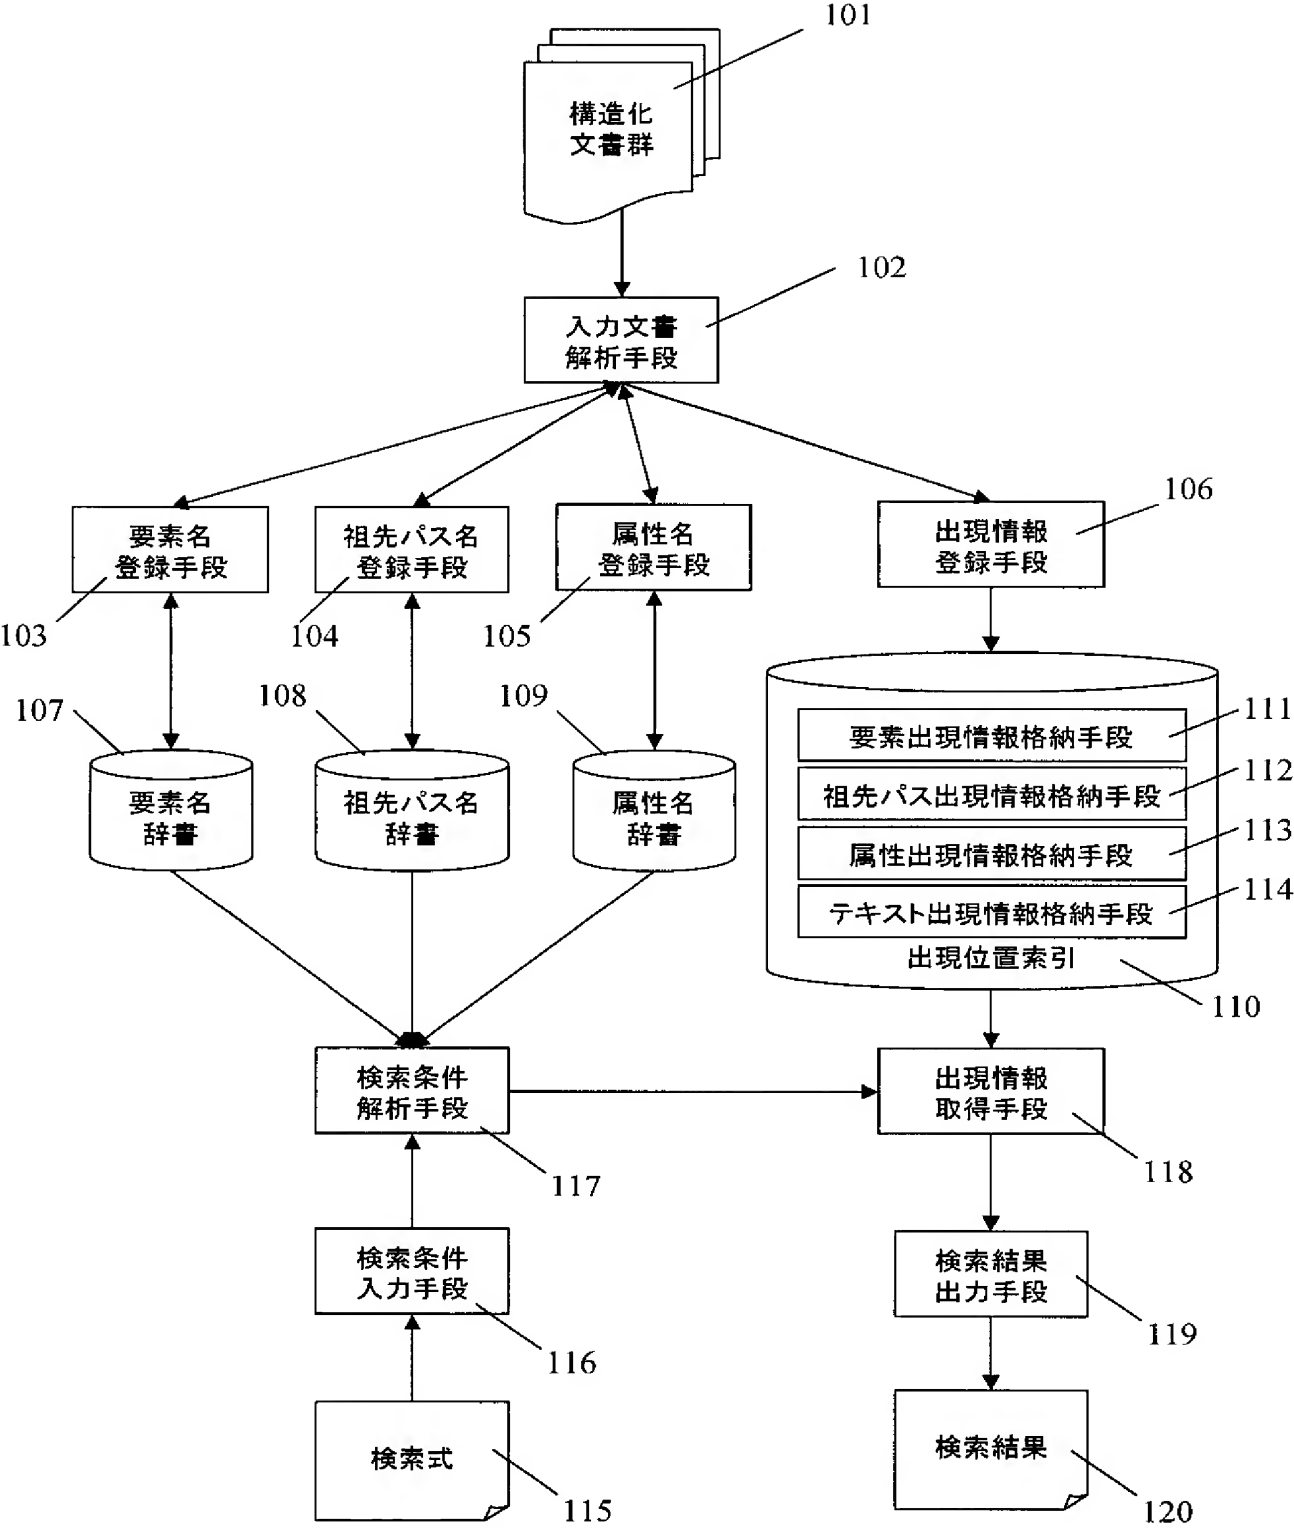 101
構造化
文書群
102
入力文書
解析手段
要素名
登録手段
103
祖先パス名
登録手段
104
属性名
登録手段
105
出現情報
登録手段
106
107
要素名
辞書
108
祖先パス名
辞書
109
属性名
辞書
要素出現情報格納手段
111
祖先パス出現情報格納手段
112
属性出現情報格納手段
113
テキスト出現情報格納手段
114
出現位置索引
110
検索条件
解析手段
117
出現情報
取得手段
118
検索条件
入力手段
116
検索結果
出力手段
119
検索式
115
検索結果
120